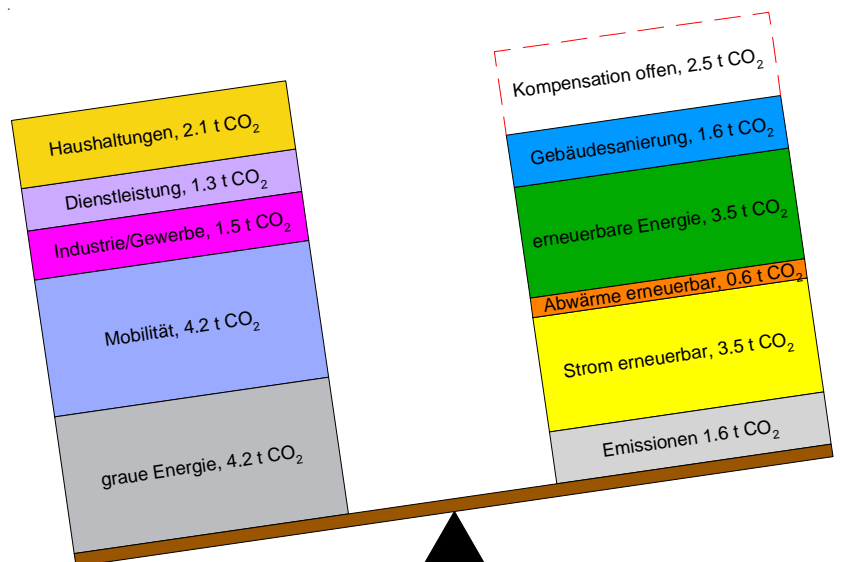 Haushaltungen, 2.1 t CO₂
Dienstleistung, 1.3 t CO₂
Industrie/Gewerbe, 1.5 t CO₂
Mobilität, 4.2 t CO₂
graue Energie, 4.2 t CO₂
Kompensation offen, 2.5 t CO₂
Gebäudesanierung, 1.6 t CO₂
erneuerbare Energie, 3.5 t CO₂
Abwärme erneuerbar, 0.6 t CO₂
Strom erneuerbar, 3.5 t CO₂
Emissionen 1.6 t CO₂